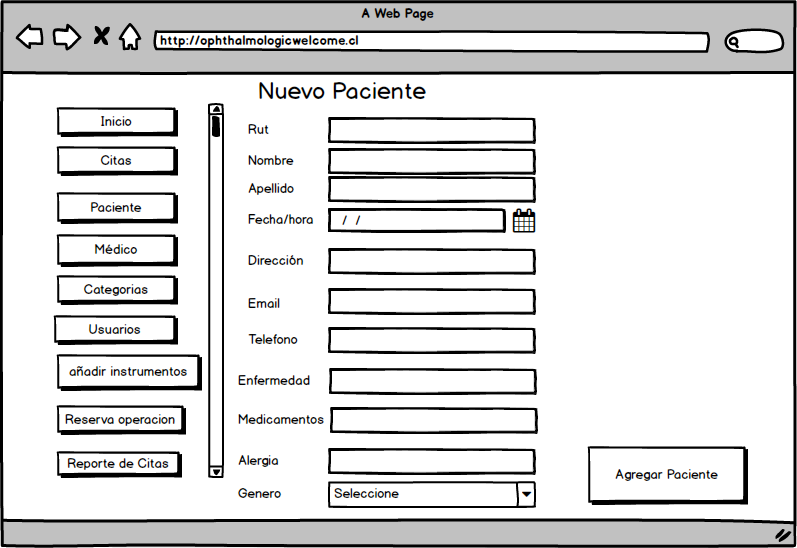 A Web Page
http://ophthalmologicwelcome.cl
Nuevo Paciente
Inicio
Citas
Paciente
Médico
Categorias
Usuarios
añadir instrumentos
Reserva operacion
Reporte de Citas
Rut
Nombre
Apellido
Fecha/hora / /
Dirección
Email
Telefono
Enfermedad
Medicamentos
Alergia
Genero Seleccione
Agregar Paciente